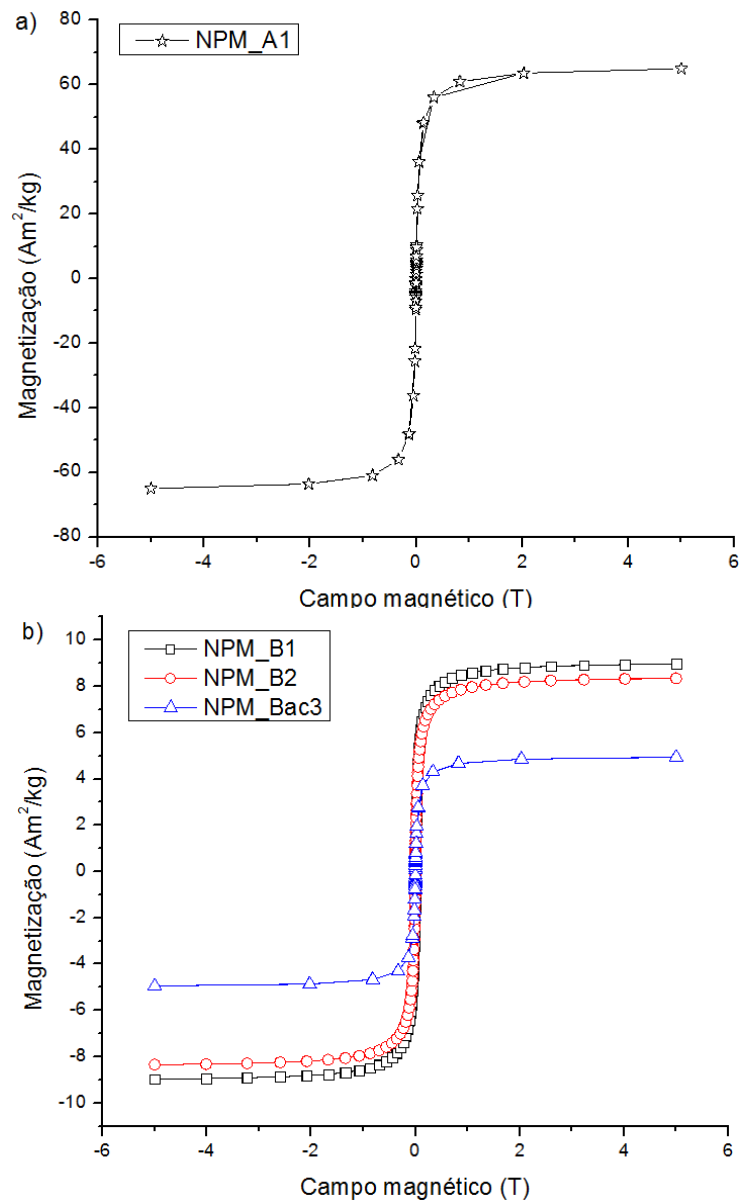 a)
NPM_A1
80
60
40
20
0
-20
-40
-60
-80
Magnetização (Am²/kg)
-6 -4 -2 0 2 4 6
Campo magnético (T)
b)
NPM_B1
NPM_B2
NPM_Bac3
10
8
6
4
2
0
-2
-4
-6
-8
-10
Magnetização (Am²/kg)
-6 -4 -2 0 2 4 6
Campo magnético (T)